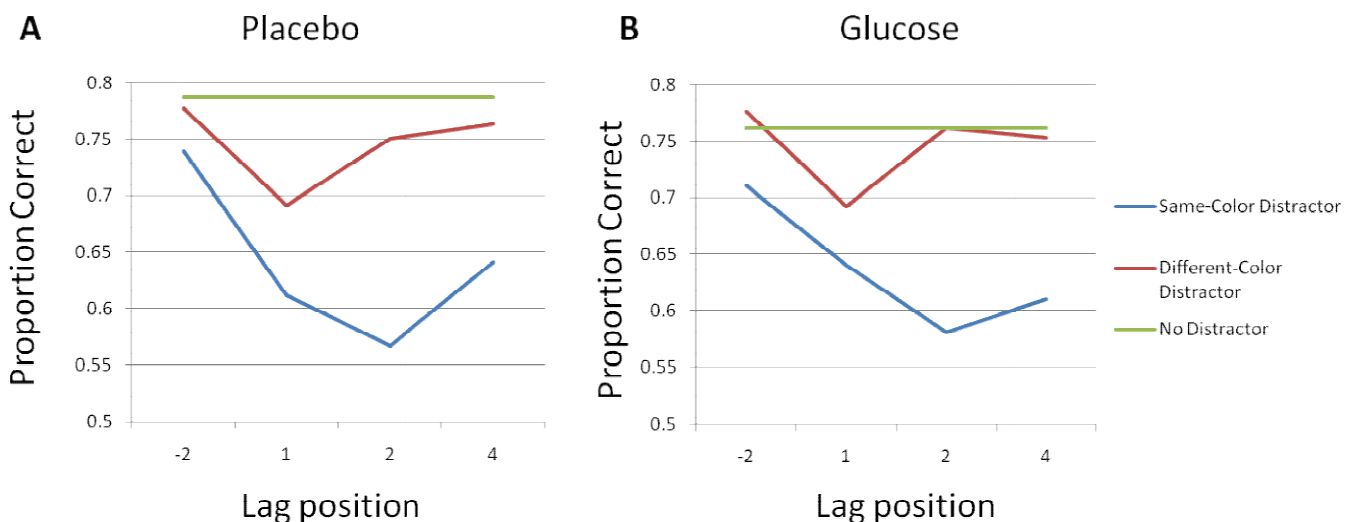 A
Placebo
B
Glucose
Proportion Correct
0.8
0.75
0.7
0.65
0.6
0.55
0.5
-2
1
2
4
Lag position
Proportion Correct
0.8
0.75
0.7
0.65
0.6
0.55
0.5
-2
1
2
4
Lag position
Same-Color Distractor
Different-Color
Distractor
No Distractor